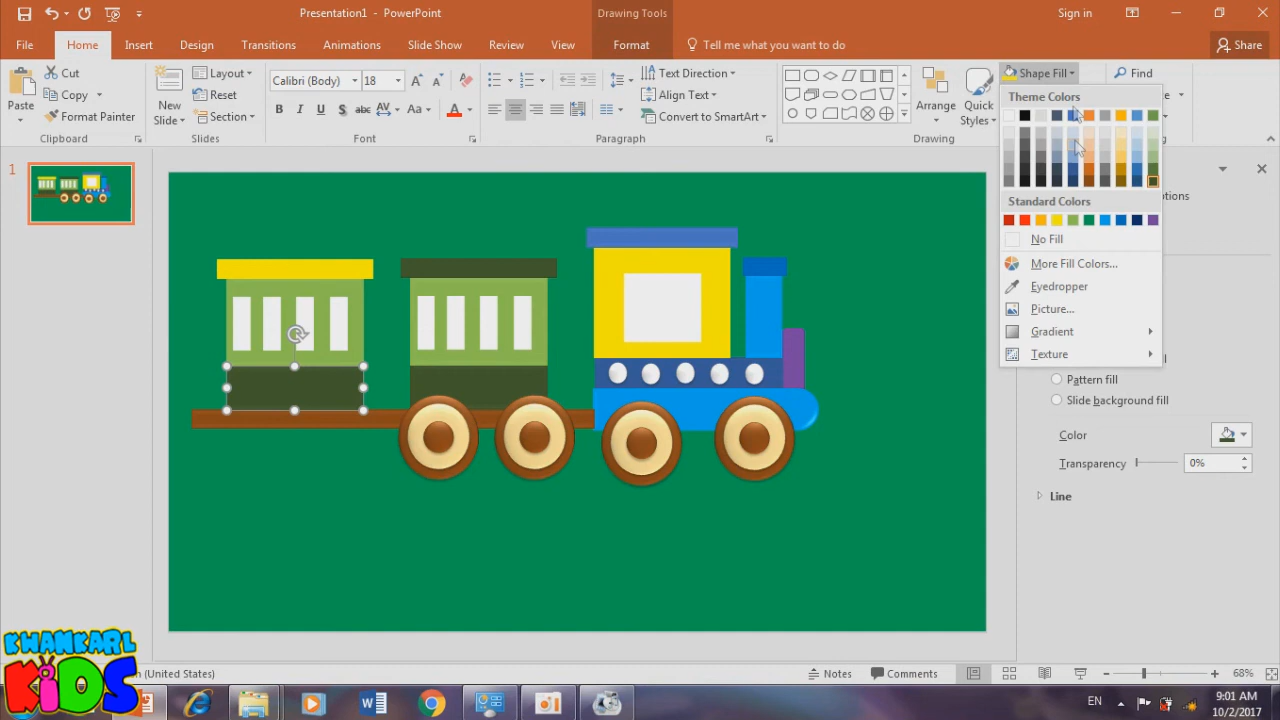 Presentation1 - PowerPoint
Drawing Tools
Sign in
File
Home
Insert
Design
Transitions
Animations
Slide Show
Review
View
Format
Tell me what you want to do
Share
Paste
Cut
Copy
Format Painter
Clipboard
New
Slide
Layout
Reset
Section
Slides
Calibri (Body)
18
A A
B I U S abc AV Aa A
Font
Text Direction
Align Text
Convert to SmartArt
Paragraph
Arrange
Quick
Styles
Drawing
Shape Fill
Find
Theme Colors
Standard Colors
No Fill
More Fill Colors...
Eyedropper
Picture...
Gradient
Texture
Pattern fill
Slide background fill
Color
Transparency
0%
Line
1
KWANKARL
KiDS
(United States)
Notes
Comments
68%
EN
9:01 AM
10/2/2017